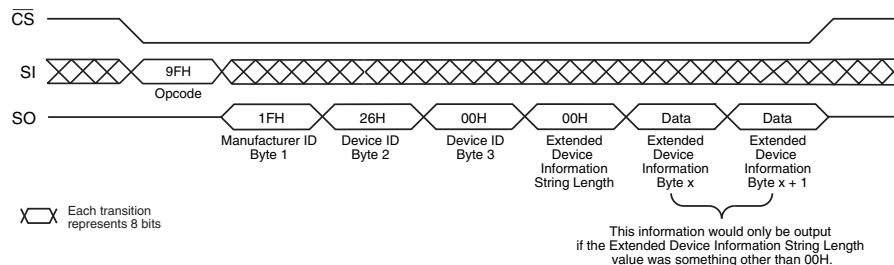 CS
SI
9FH
Opcode
SO
1FH
26H
00H
00H
Data
Data
Manufacturer ID
Byte 1
Device ID
Byte 2
Device ID
Byte 3
Extended
Device
Information
String Length
Extended
Device
Information
Byte x
Extended
Device
Information
Byte x + 1
Each transition
represents 8 bits
This information would only be output
if the Extended Device Information String Length
value was something other than 00H.